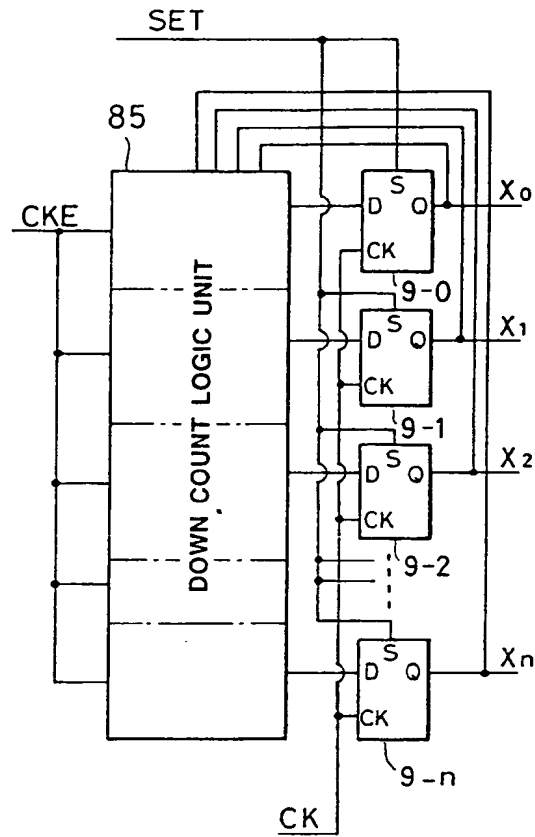 SET
85
CKE
DOWN COUNT LOGIC UNIT
S
D Q
CK
X0
9-0
S
D Q
CK
X1
9-1
S
D Q
CK
X2
9-2
S
D Q
CK
Xn
9-n
CK